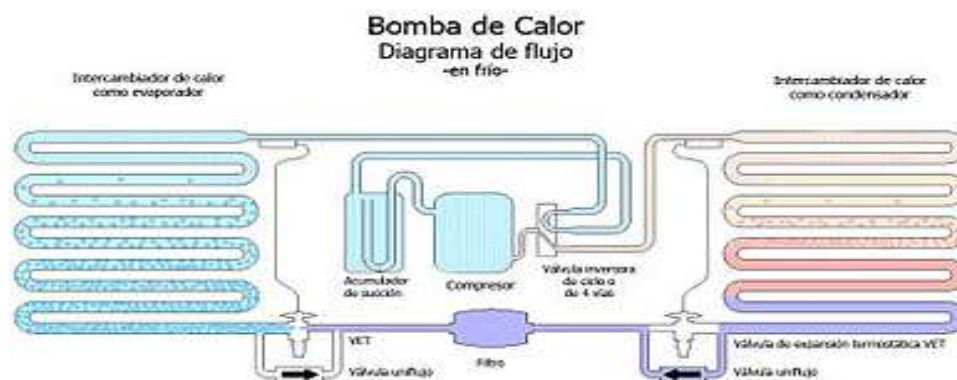 Bomba de Calor
Diagrama de flujo
-en frío-
Intercambiador de calor
como evaporador
Intercambiador de calor
como condensador
Acumulador
de succión
Compresor
Válvula inversora
de ciclo o
de 4 vías
VET
Filtro
Válvula de expansión termostática VET
Válvula uniflujo
Válvula uniflujo